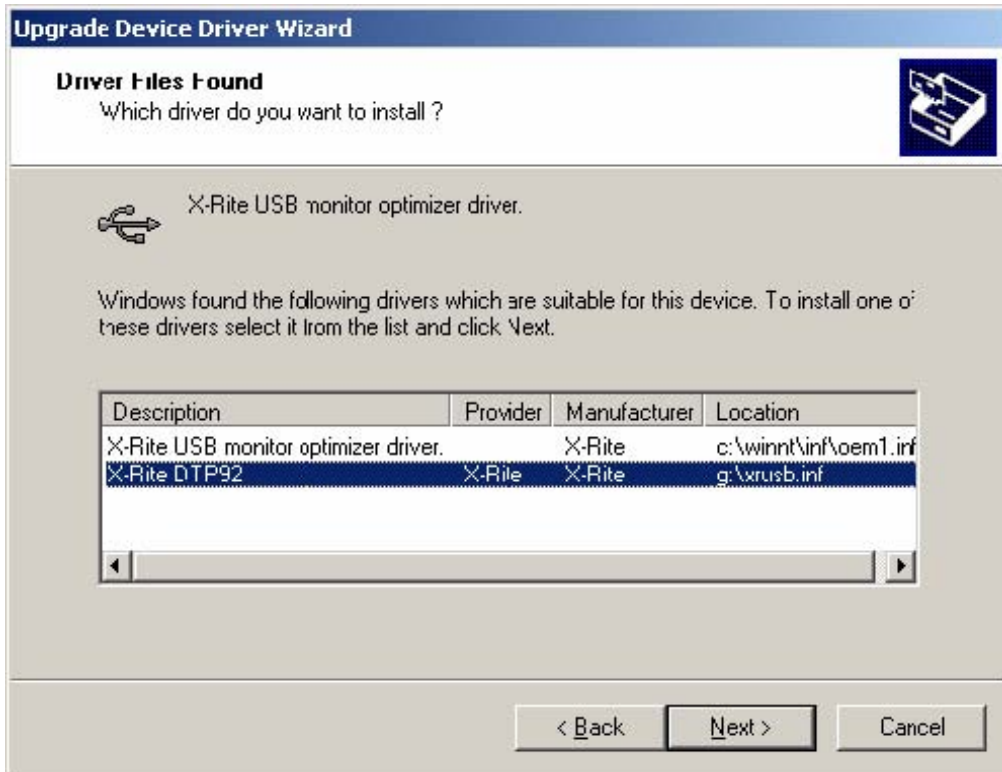 Upgrade Device Driver Wizard
Driver Files Found
Which driver do you want to install ?
X-Rite USB monitor optimizer driver.
Windows found the following drivers which are suitable for this device. To install one of
these drivers select it from the list and click Next.
Description Provider Manufacturer Location
X-Rite USB monitor optimizer driver. X-Rite c:\winnt\inf\oem1.inf
X-Rite DTP92 X-Rite X-Rite g:\xrusb.inf
< Back Next > Cancel